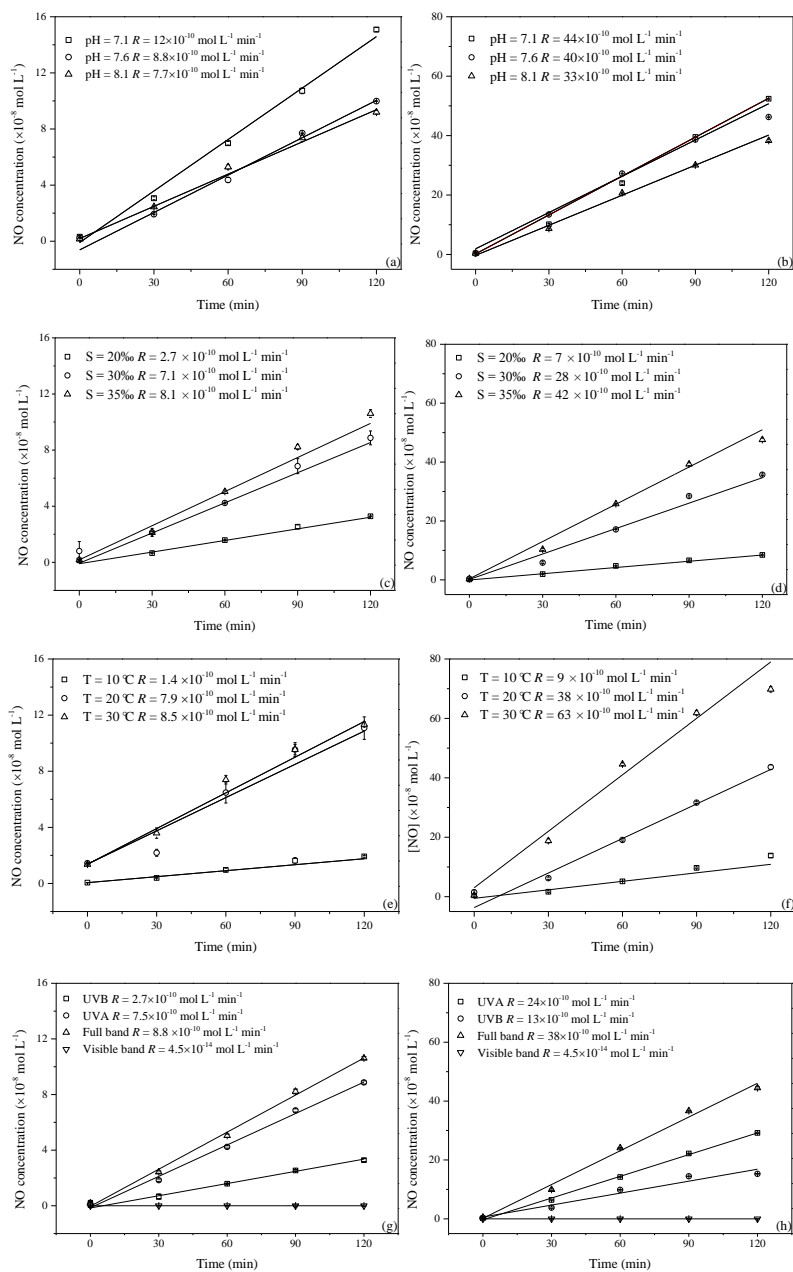 16
12
8
4
0
NO concentration (×10⁻⁸ mol L⁻¹)
pH = 7.1 R = 12×10⁻¹⁰ mol L⁻¹ min⁻¹
pH = 7.6 R = 8.8×10⁻¹⁰ mol L⁻¹ min⁻¹
pH = 8.1 R = 7.7×10⁻¹⁰ mol L⁻¹ min⁻¹
(a)
0 30 60 90 120
Time (min)
80
60
40
20
0
NO concentration (×10⁻⁸ mol L⁻¹)
pH = 7.1 R = 44×10⁻¹⁰ mol L⁻¹ min⁻¹
pH = 7.6 R = 40×10⁻¹⁰ mol L⁻¹ min⁻¹
pH = 8.1 R = 33×10⁻¹⁰ mol L⁻¹ min⁻¹
(b)
0 30 60 90 120
Time (min)
16
12
8
4
0
NO concentration (×10⁻⁸ mol L⁻¹)
S = 20‰ R = 2.7 ×10⁻¹⁰ mol L⁻¹ min⁻¹
S = 30‰ R = 7.1 × 10⁻¹⁰ mol L⁻¹ min⁻¹
S = 35‰ R = 8.1 × 10⁻¹⁰ mol L⁻¹ min⁻¹
(c)
0 30 60 90 120
Time (min)
80
60
40
20
0
NO concentration (×10⁻⁸ mol L⁻¹)
S = 20‰ R = 7 ×10⁻¹⁰ mol L⁻¹ min⁻¹
S = 30‰ R = 28 × 10⁻¹⁰ mol L⁻¹ min⁻¹
S = 35‰ R = 42 × 10⁻¹⁰ mol L⁻¹ min⁻¹
(d)
0 30 60 90 120
Time (min)
16
12
8
4
0
NO concentration (×10⁻⁸ mol L⁻¹)
T = 10 ℃ R = 1.4 ×10⁻¹⁰ mol L⁻¹ min⁻¹
T = 20 ℃ R = 7.9 ×10⁻¹⁰ mol L⁻¹ min⁻¹
T = 30 ℃ R = 8.5 ×10⁻¹⁰ mol L⁻¹ min⁻¹
(e)
0 30 60 90 120
Time (min)
80
60
40
20
0
[NO] (×10⁻⁸ mol L⁻¹)
T = 10 ℃ R = 9 ×10⁻¹⁰ mol L⁻¹ min⁻¹
T = 20 ℃ R = 38 ×10⁻¹⁰ mol L⁻¹ min⁻¹
T = 30 ℃ R = 63 ×10⁻¹⁰ mol L⁻¹ min⁻¹
(f)
0 30 60 90 120
Time (min)
16
12
8
4
0
NO concentration (×10⁻⁸ mol L⁻¹)
UVB R = 2.7×10⁻¹⁰ mol L⁻¹ min⁻¹
UVA R = 7.5×10⁻¹⁰ mol L⁻¹ min⁻¹
Full band R = 8.8 ×10⁻¹⁰ mol L⁻¹ min⁻¹
Visible band R = 4.5×10⁻¹⁴ mol L⁻¹ min⁻¹
(g)
0 30 60 90 120
Time (min)
80
60
40
20
0
NO concentration (×10⁻⁸ mol L⁻¹)
UVA R = 24×10⁻¹⁰ mol L⁻¹ min⁻¹
UVB R = 13×10⁻¹⁰ mol L⁻¹ min⁻¹
Full band R = 38×10⁻¹⁰ mol L⁻¹ min⁻¹
Visible band R = 4.5×10⁻¹⁴ mol L⁻¹ min⁻¹
(h)
0 30 60 90 120
Time (min)